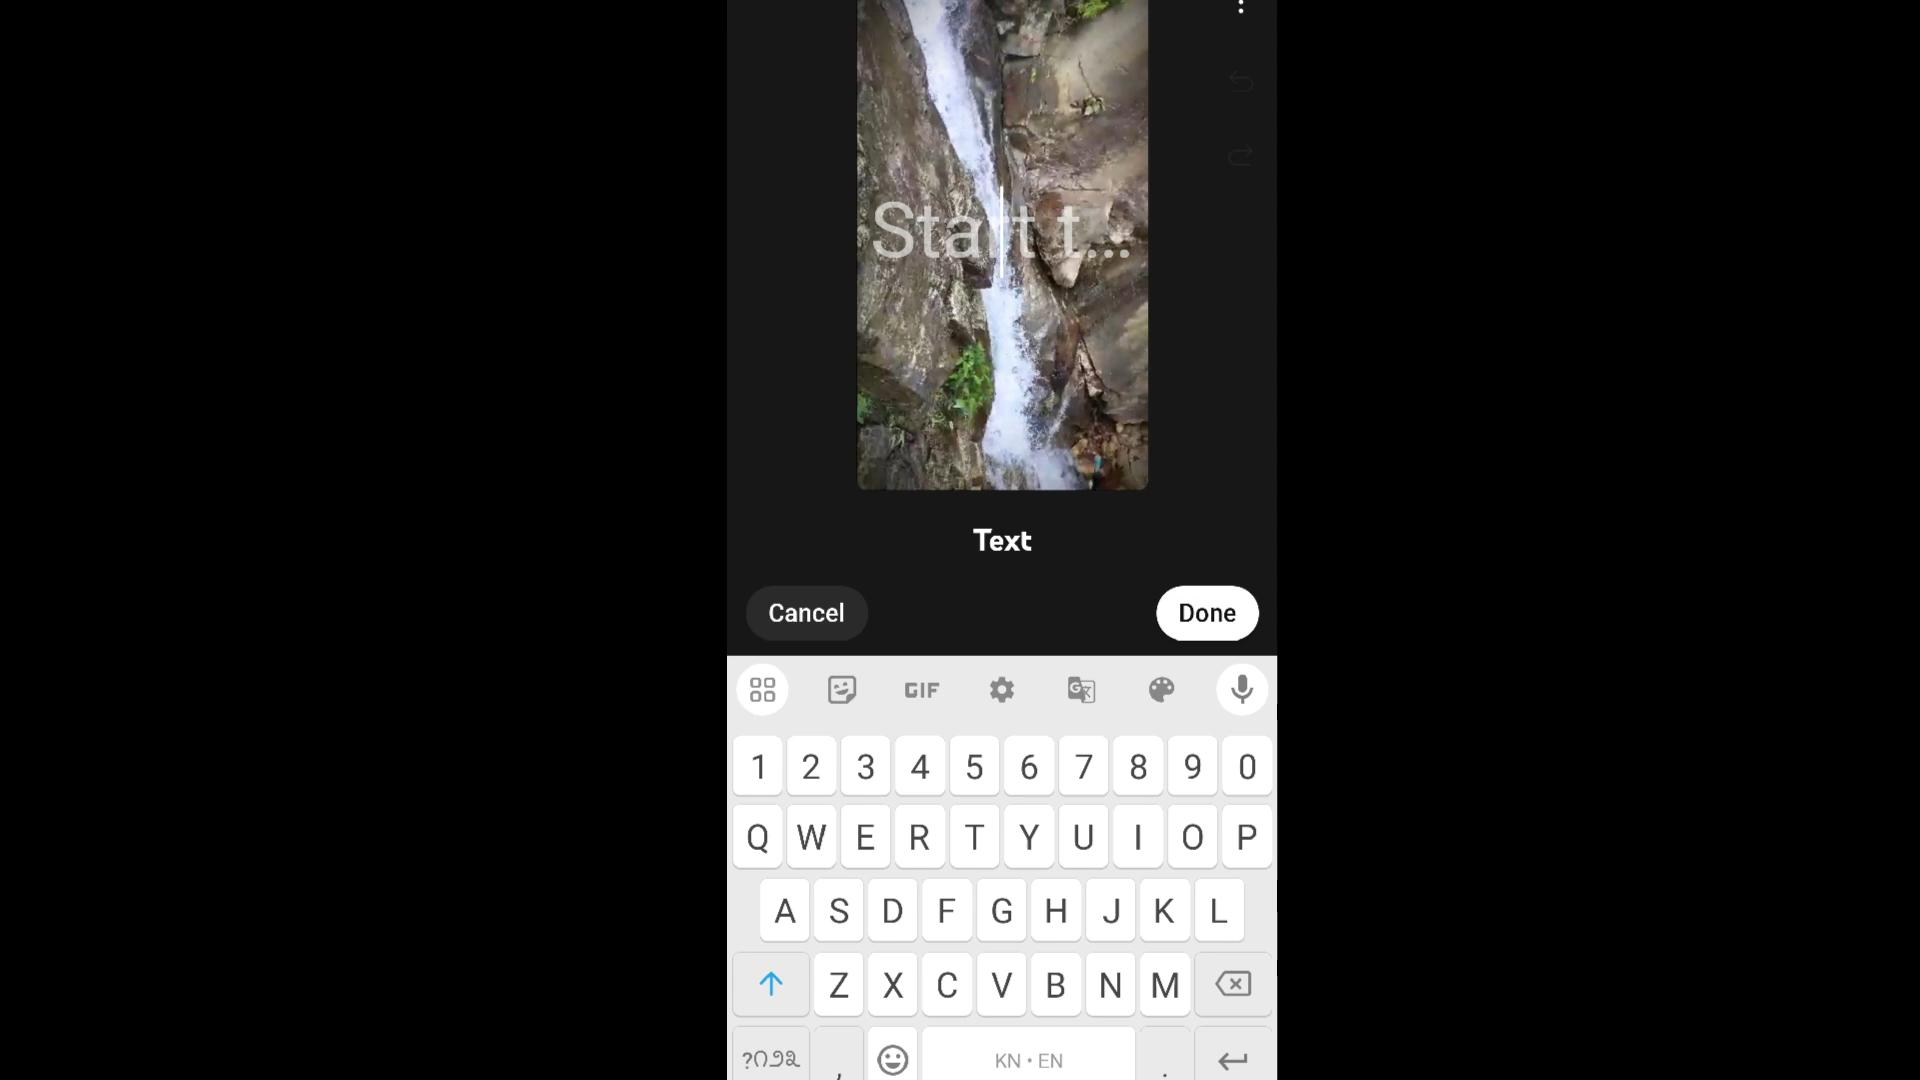 Start t...
Text
Cancel
Done
GIF
1 2 3 4 5 6 7 8 9 0
Q W E R T Y U I O P
A S D F G H J K L
Z X C V B N M
, KN • EN .